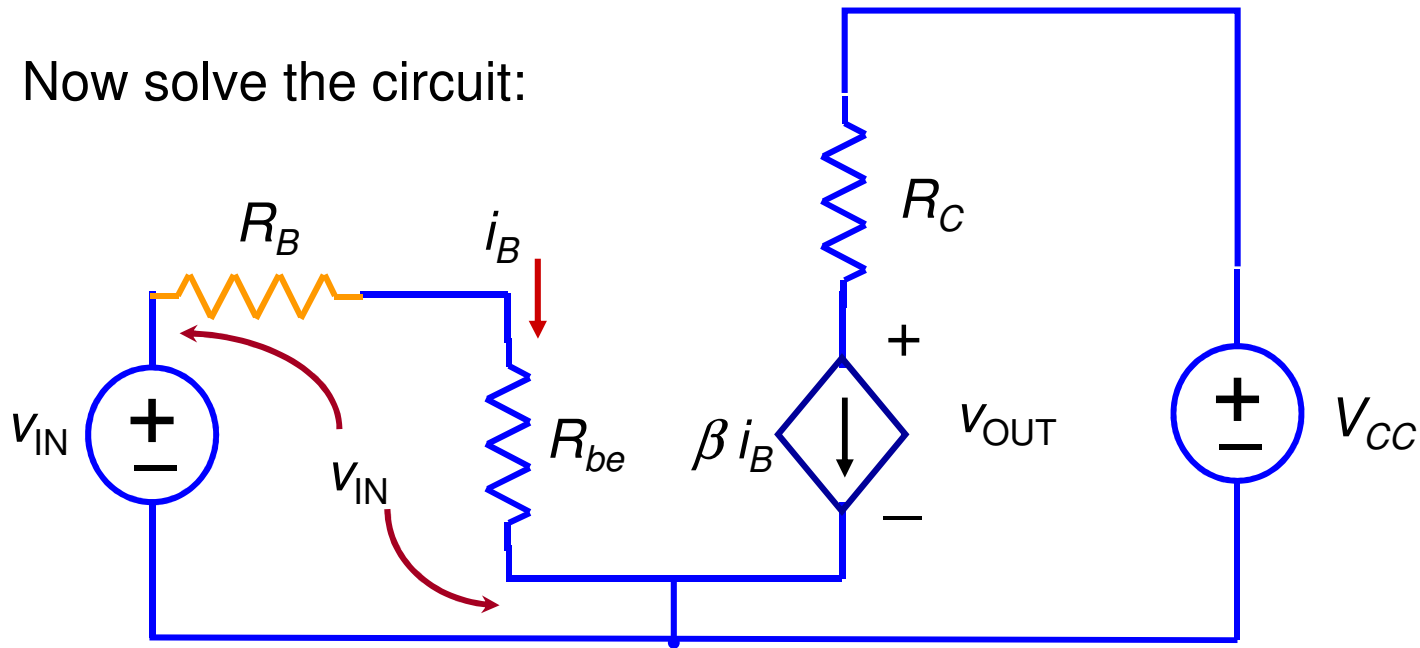 Now solve the circuit:
R_B
i_B
R_C
+
v_IN
+
−
v_IN
R_be
β i_B
v_OUT
−
+
−
V_CC